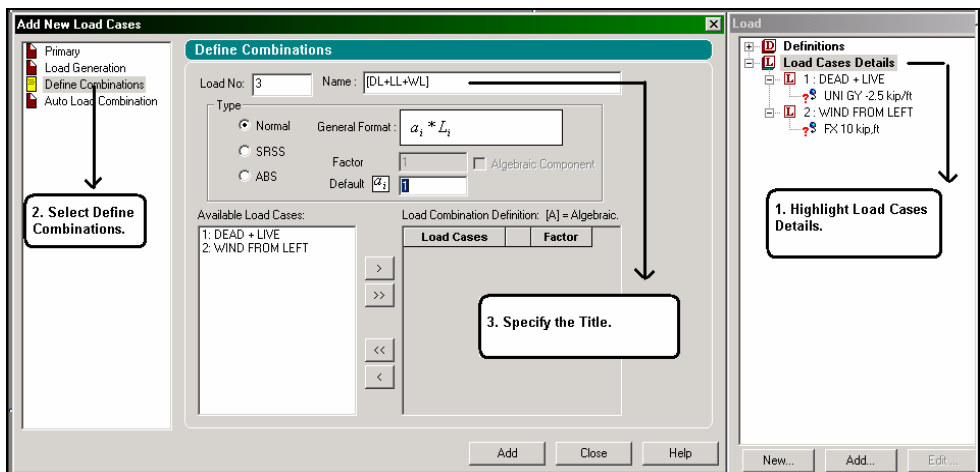 Add New Load Cases
Primary
Load Generation
Define Combinations
Auto Load Combination
2. Select Define
Combinations.
Define Combinations
Load No: 3
Name : [DL+LL+WL]
Type
Normal
SRSS
ABS
General Format :
a_i * L_i
Factor 1
Algebraic Component
Default a_i 1
Available Load Cases:
1: DEAD + LIVE
2: WIND FROM LEFT
>
>>
<<
<
Load Combination Definition: [A] = Algebraic.
Load Cases Factor
3. Specify the Title.
Add Close Help
Load
Definitions
Load Cases Details
1 : DEAD + LIVE
UNI GY -2.5 kip/ft
2 : WIND FROM LEFT
FX 10 kip,ft
1. Highlight Load Cases
Details.
New... Add... Edit...